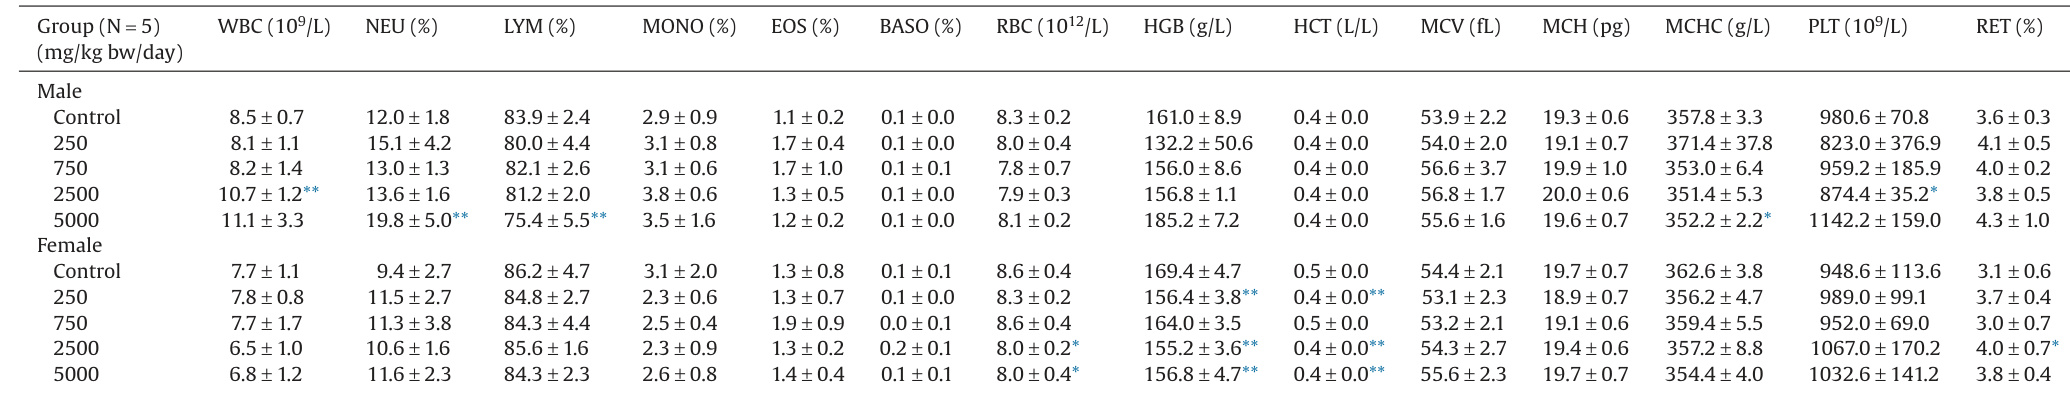 Group (N = 5) WBC (10⁹/L) NEU (%) LYM (%) MONO (%) EOS (%) BASO (%) RBC (10¹²/L) HGB (g/L) HCT (L/L) MCV (fL) MCH (pg) MCHC (g/L) PLT (10⁹/L) RET (%)
(mg/kg bw/day)
Male
Control 8.5 ± 0.7 12.0 ± 1.8 83.9 ± 2.4 2.9 ± 0.9 1.1 ± 0.2 0.1 ± 0.0 8.3 ± 0.2 161.0 ± 8.9 0.4 ± 0.0 53.9 ± 2.2 19.3 ± 0.6 357.8 ± 3.3 980.6 ± 70.8 3.6 ± 0.3
250 8.1 ± 1.1 15.1 ± 4.2 80.0 ± 4.4 3.1 ± 0.8 1.7 ± 0.4 0.1 ± 0.0 8.0 ± 0.4 132.2 ± 50.6 0.4 ± 0.0 54.0 ± 2.0 19.1 ± 0.7 371.4 ± 37.8 823.0 ± 376.9 4.1 ± 0.5
750 8.2 ± 1.4 13.0 ± 1.3 82.1 ± 2.6 3.1 ± 0.6 1.7 ± 1.0 0.1 ± 0.1 7.8 ± 0.7 156.0 ± 8.6 0.4 ± 0.0 56.6 ± 3.7 19.9 ± 1.0 353.0 ± 6.4 959.2 ± 185.9 4.0 ± 0.2
2500 10.7 ± 1.2** 13.6 ± 1.6 81.2 ± 2.0 3.8 ± 0.6 1.3 ± 0.5 0.1 ± 0.0 7.9 ± 0.3 156.8 ± 1.1 0.4 ± 0.0 56.8 ± 1.7 20.0 ± 0.6 351.4 ± 5.3 874.4 ± 35.2* 3.8 ± 0.5
5000 11.1 ± 3.3 19.8 ± 5.0** 75.4 ± 5.5** 3.5 ± 1.6 1.2 ± 0.2 0.1 ± 0.0 8.1 ± 0.2 185.2 ± 7.2 0.4 ± 0.0 55.6 ± 1.6 19.6 ± 0.7 352.2 ± 2.2* 1142.2 ± 159.0 4.3 ± 1.0
Female
Control 7.7 ± 1.1 9.4 ± 2.7 86.2 ± 4.7 3.1 ± 2.0 1.3 ± 0.8 0.1 ± 0.1 8.6 ± 0.4 169.4 ± 4.7 0.5 ± 0.0 54.4 ± 2.1 19.7 ± 0.7 362.6 ± 3.8 948.6 ± 113.6 3.1 ± 0.6
250 7.8 ± 0.8 11.5 ± 2.7 84.8 ± 2.7 2.3 ± 0.6 1.3 ± 0.7 0.1 ± 0.0 8.3 ± 0.2 156.4 ± 3.8** 0.4 ± 0.0** 53.1 ± 2.3 18.9 ± 0.7 356.2 ± 4.7 989.0 ± 99.1 3.7 ± 0.4
750 7.7 ± 1.7 11.3 ± 3.8 84.3 ± 4.4 2.5 ± 0.4 1.9 ± 0.9 0.0 ± 0.1 8.6 ± 0.4 164.0 ± 3.5 0.5 ± 0.0 53.2 ± 2.1 19.1 ± 0.6 359.4 ± 5.5 952.0 ± 69.0 3.0 ± 0.7
2500 6.5 ± 1.0 10.6 ± 1.6 85.6 ± 1.6 2.3 ± 0.9 1.3 ± 0.2 0.2 ± 0.1 8.0 ± 0.2* 155.2 ± 3.6** 0.4 ± 0.0** 54.3 ± 2.7 19.4 ± 0.6 357.2 ± 8.8 1067.0 ± 170.2 4.0 ± 0.7*
5000 6.8 ± 1.2 11.6 ± 2.3 84.3 ± 2.3 2.6 ± 0.8 1.4 ± 0.4 0.1 ± 0.1 8.0 ± 0.4* 156.8 ± 4.7** 0.4 ± 0.0** 55.6 ± 2.3 19.7 ± 0.7 354.4 ± 4.0 1032.6 ± 141.2 3.8 ± 0.4